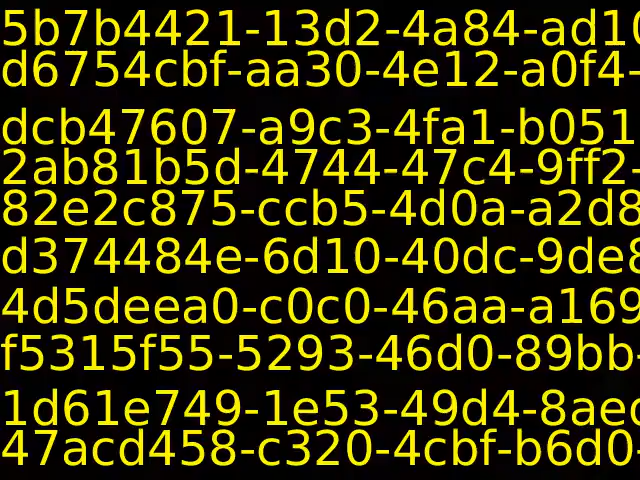 5b7b4421-13d2-4a84-ad10
d6754cbf-aa30-4e12-a0f4-
dcb47607-a9c3-4fa1-b051
2ab81b5d-4744-47c4-9ff2-
82e2c875-ccb5-4d0a-a2d8
d374484e-6d10-40dc-9de8
4d5deea0-c0c0-46aa-a169
f5315f55-5293-46d0-89bb-
1d61e749-1e53-49d4-8aed
47acd458-c320-4cbf-b6d0-